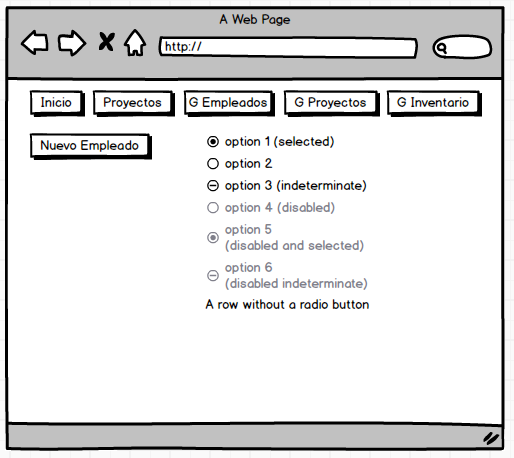 A Web Page
http://
Inicio
Proyectos
G Empleados
G Proyectos
G Inventario
Nuevo Empleado
option 1 (selected)
option 2
option 3 (indeterminate)
option 4 (disabled)
option 5
(disabled and selected)
option 6
(disabled indeterminate)
A row without a radio button